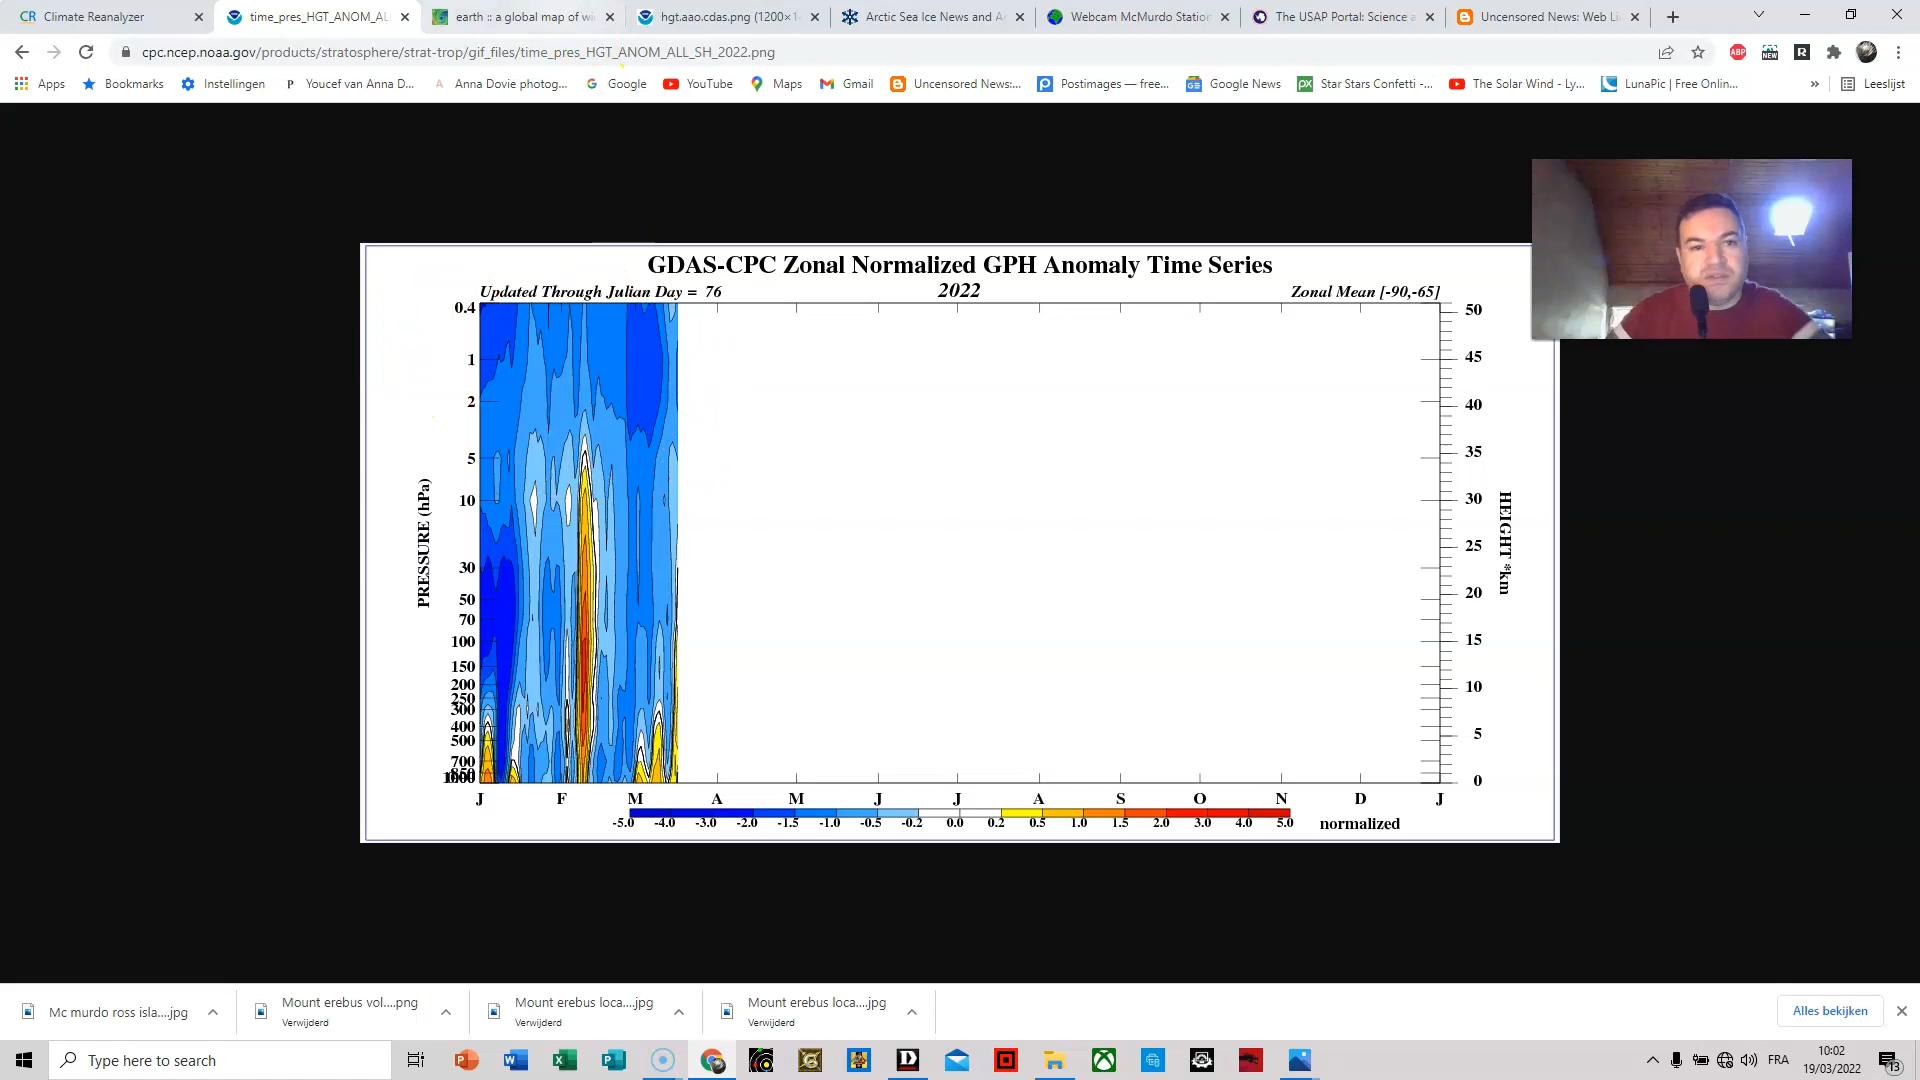 Climate Reanalyzer
time_pres_HGT_ANOM_AL
earth :: a global map of wi
hgt.aao.cdas.png (1200×1
Arctic Sea Ice News and A
Webcam McMurdo Station
The USAP Portal: Science a
Uncensored News: Web Li
cpc.ncep.noaa.gov/products/stratosphere/strat-trop/gif_files/time_pres_HGT_ANOM_ALL_SH_2022.png
ABP
NEW
R
Apps
Bookmarks
Instellingen
Youcef van Anna D...
Anna Dovie photog...
Google
YouTube
Maps
Gmail
Uncensored News:...
Postimages — free...
Google News
Star Stars Confetti -...
The Solar Wind - Ly...
LunaPic | Free Onlin...
»
Leeslijst
GDAS-CPC Zonal Normalized GPH Anomaly Time Series
Updated Through Julian Day = 76
2022
Zonal Mean [-90,-65]
PRESSURE (hPa)
0.4
1
2
5
10
30
50
70
100
150
200
250
300
400
500
700
850
1000
50
45
40
35
30
25
20
15
10
5
0
HEIGHT *km
J F M A M J J A S O N D J
-5.0 -4.0 -3.0 -2.0 -1.5 -1.0 -0.5 -0.2 0.0 0.2 0.5 1.0 1.5 2.0 3.0 4.0 5.0
normalized
Mc murdo ross isla....jpg
Mount erebus vol....png
Verwijderd
Mount erebus loca....jpg
Verwijderd
Mount erebus loca....jpg
Verwijderd
Alles bekijken
Type here to search
FRA
10:02
19/03/2022
13